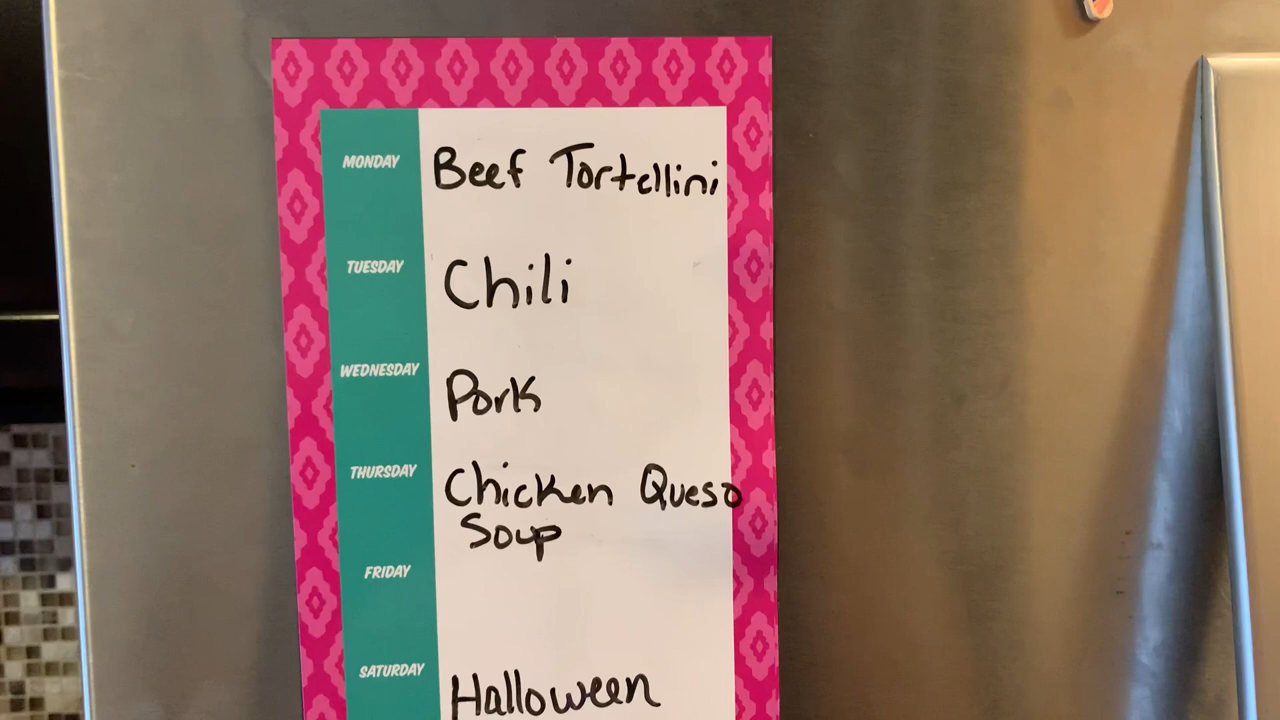 MONDAY Beef Tortellini
TUESDAY Chili
WEDNESDAY Pork
THURSDAY Chicken Queso
Soup
FRIDAY
SATURDAY Halloween